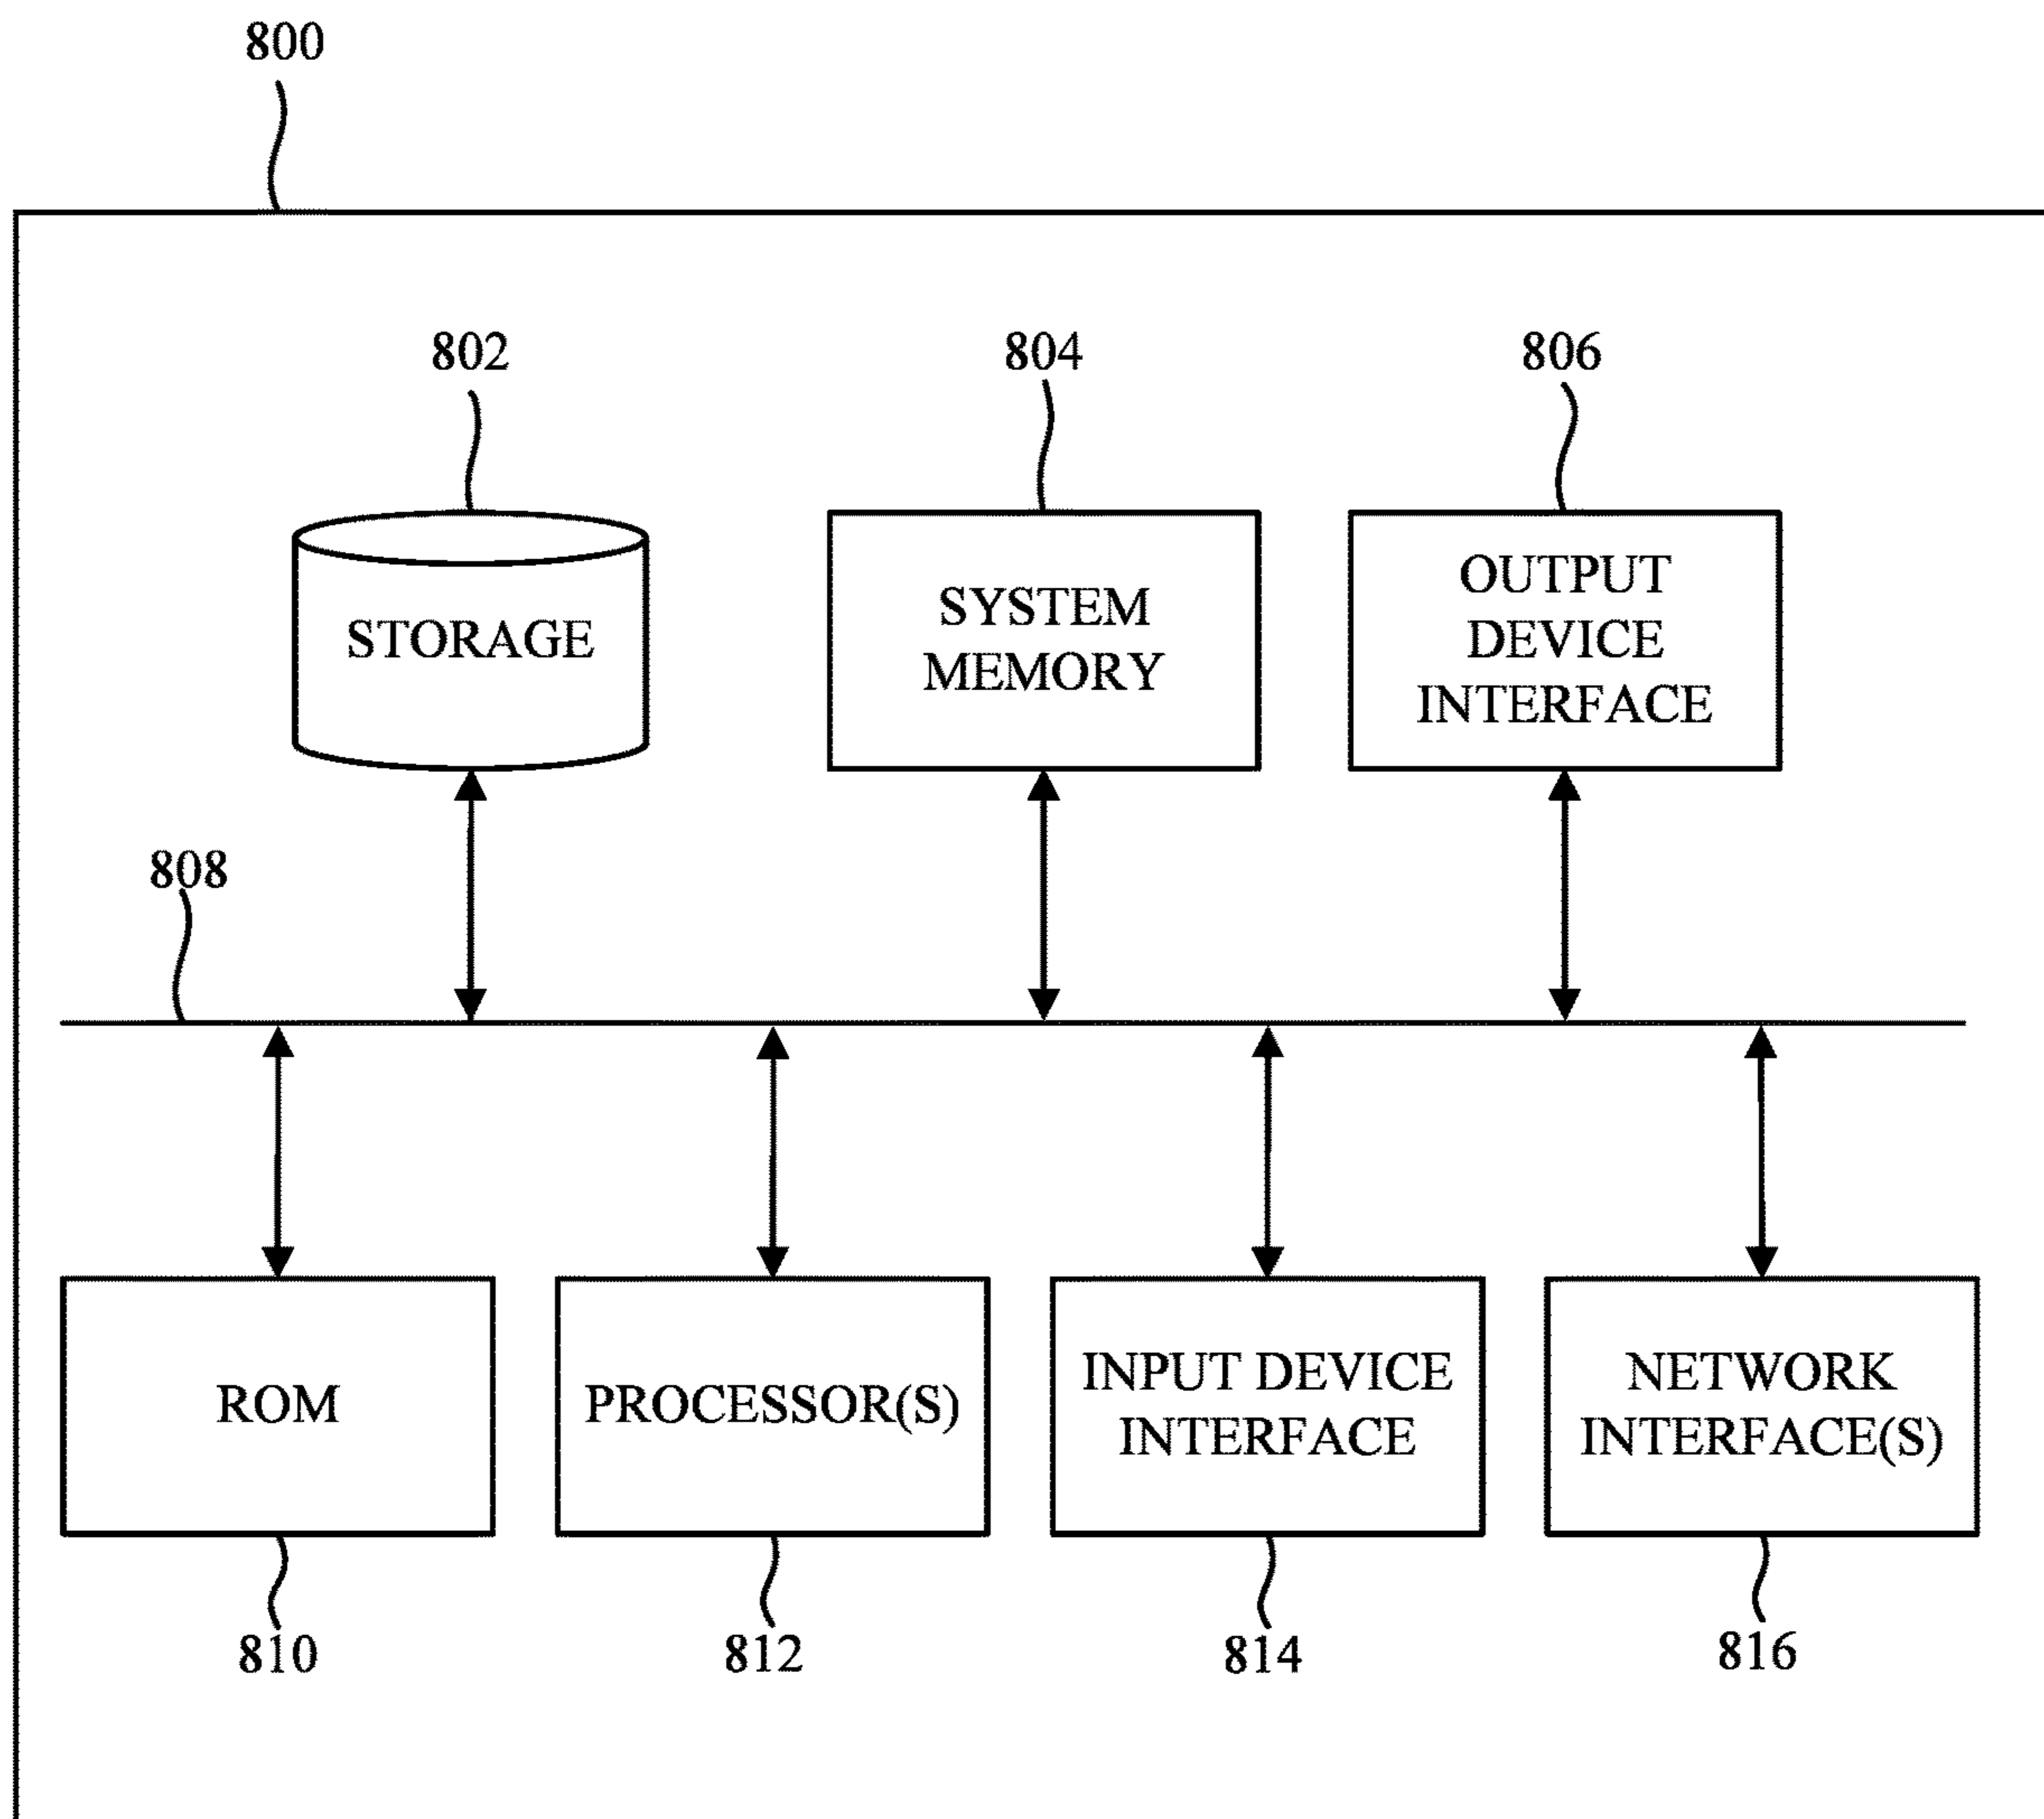 800
802
804
806
STORAGE
SYSTEM
MEMORY
OUTPUT
DEVICE
INTERFACE
808
ROM
PROCESSOR(S)
INPUT DEVICE
INTERFACE
NETWORK
INTERFACE(S)
810
812
814
816